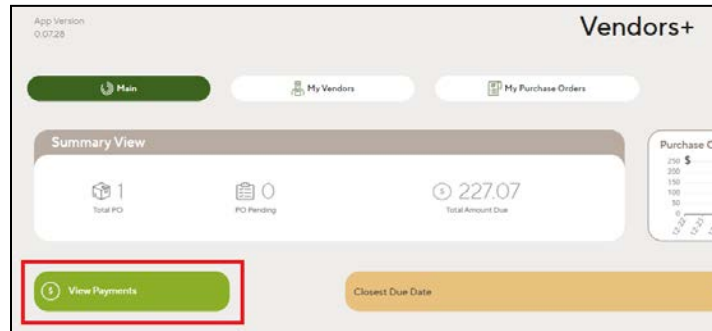 App Version
0.07.28
Vendors+
Main
My Vendors
My Purchase Orders
Summary View
1
Total PO
0
PO Pending
$ 227.07
Total Amount Due
Purchase O
250 $
200
150
100
50
0
$ View Payments
Closest Due Date